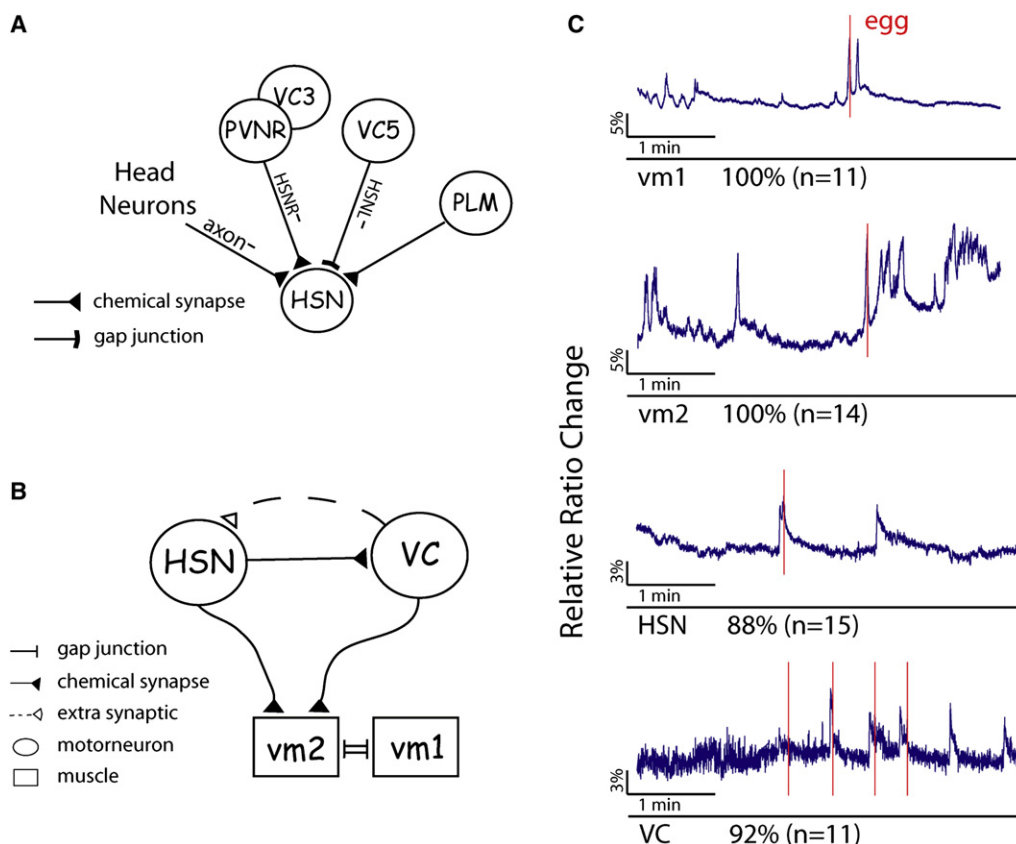 A
VC3
PVNR
VC5
HSNR-
HSNL-
Head
Neurons
PLM
axon-
HSN
chemical synapse
gap junction
B
HSN
VC
gap junction
chemical synapse
extra synaptic
motorneuron
muscle
vm2
vm1
C
Relative Ratio Change
egg
5%
1 min
vm1 100% (n=11)
5%
1 min
vm2 100% (n=14)
3%
1 min
HSN 88% (n=15)
3%
1 min
VC 92% (n=11)